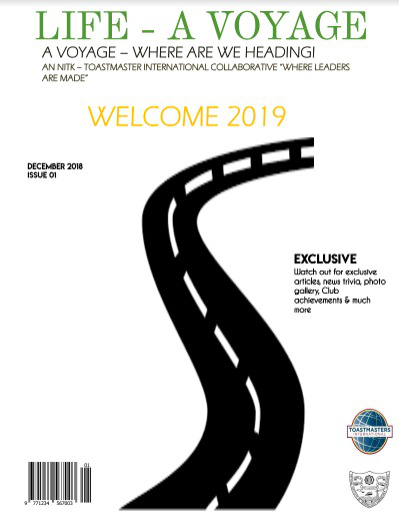 LIFE - A VOYAGE
A VOYAGE – WHERE ARE WE HEADING!
AN NITK – TOASTMASTER INTERNATIONAL COLLABORATIVE "WHERE LEADERS
ARE MADE"
WELCOME 2019
DECEMBER 2018
ISSUE 01
EXCLUSIVE
Watch out for exclusive
articles, news trivia, photo
gallery, Club
achievements & much
more
TOASTMASTERS
INTERNATIONAL
01
9 771234 567003